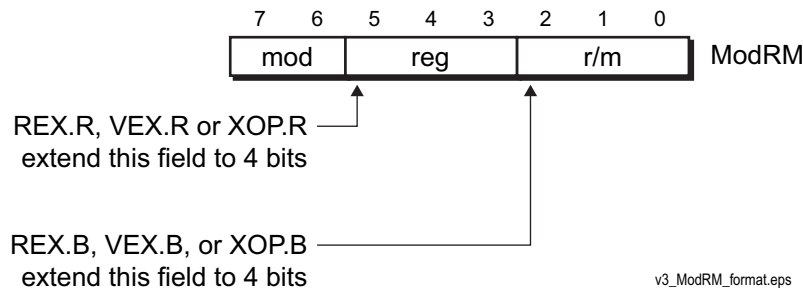 7 6 5 4 3 2 1 0
mod reg r/m ModRM
REX.R, VEX.R or XOP.R
extend this field to 4 bits
REX.B, VEX.B, or XOP.B
extend this field to 4 bits
v3_ModRM_format.eps